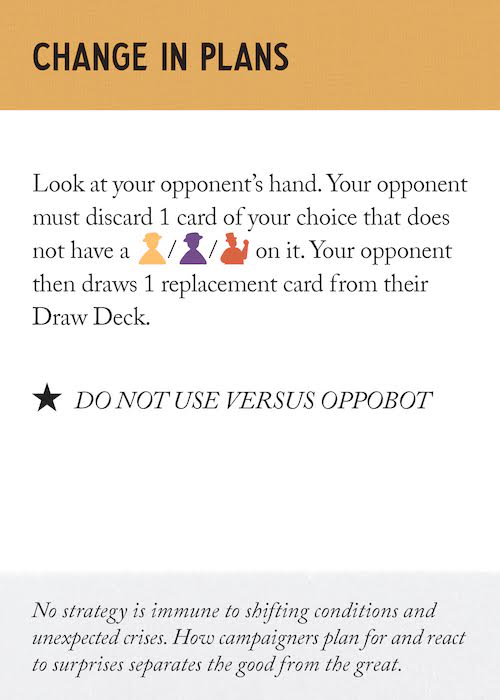 CHANGE IN PLANS
Look at your opponent’s hand. Your opponent
must discard 1 card of your choice that does
not have a / / on it. Your opponent
then draws 1 replacement card from their
Draw Deck.
★ DO NOT USE VERSUS OPPOBOT
No strategy is immune to shifting conditions and
unexpected crises. How campaigners plan for and react
to surprises separates the good from the great.